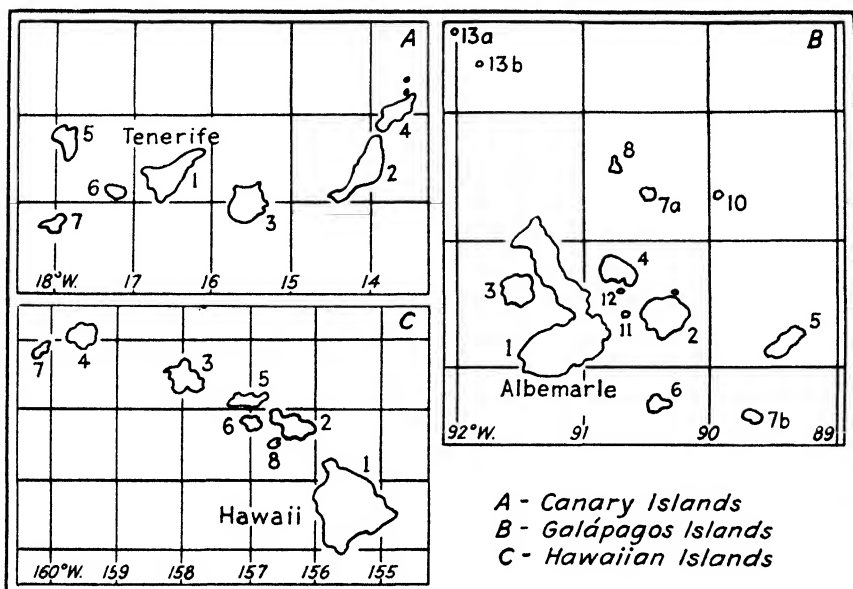 A
Tenerife
5
4
6
1
2
3
7
18°W. 17 16 15 14
B
13a
13b
8
7a
10
4
3
12
11
2
5
1
Albemarle
6
7b
92°W. 91 90 89
C
7
4
3
5
6
2
8
1
Hawaii
160°W. 159 158 157 156 155
A - Canary Islands
B - Galápagos Islands
C - Hawaiian Islands